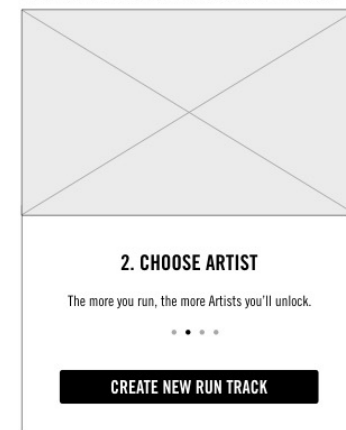 2. CHOOSE ARTIST
The more you run, the more Artists you'll unlock.
CREATE NEW RUN TRACK